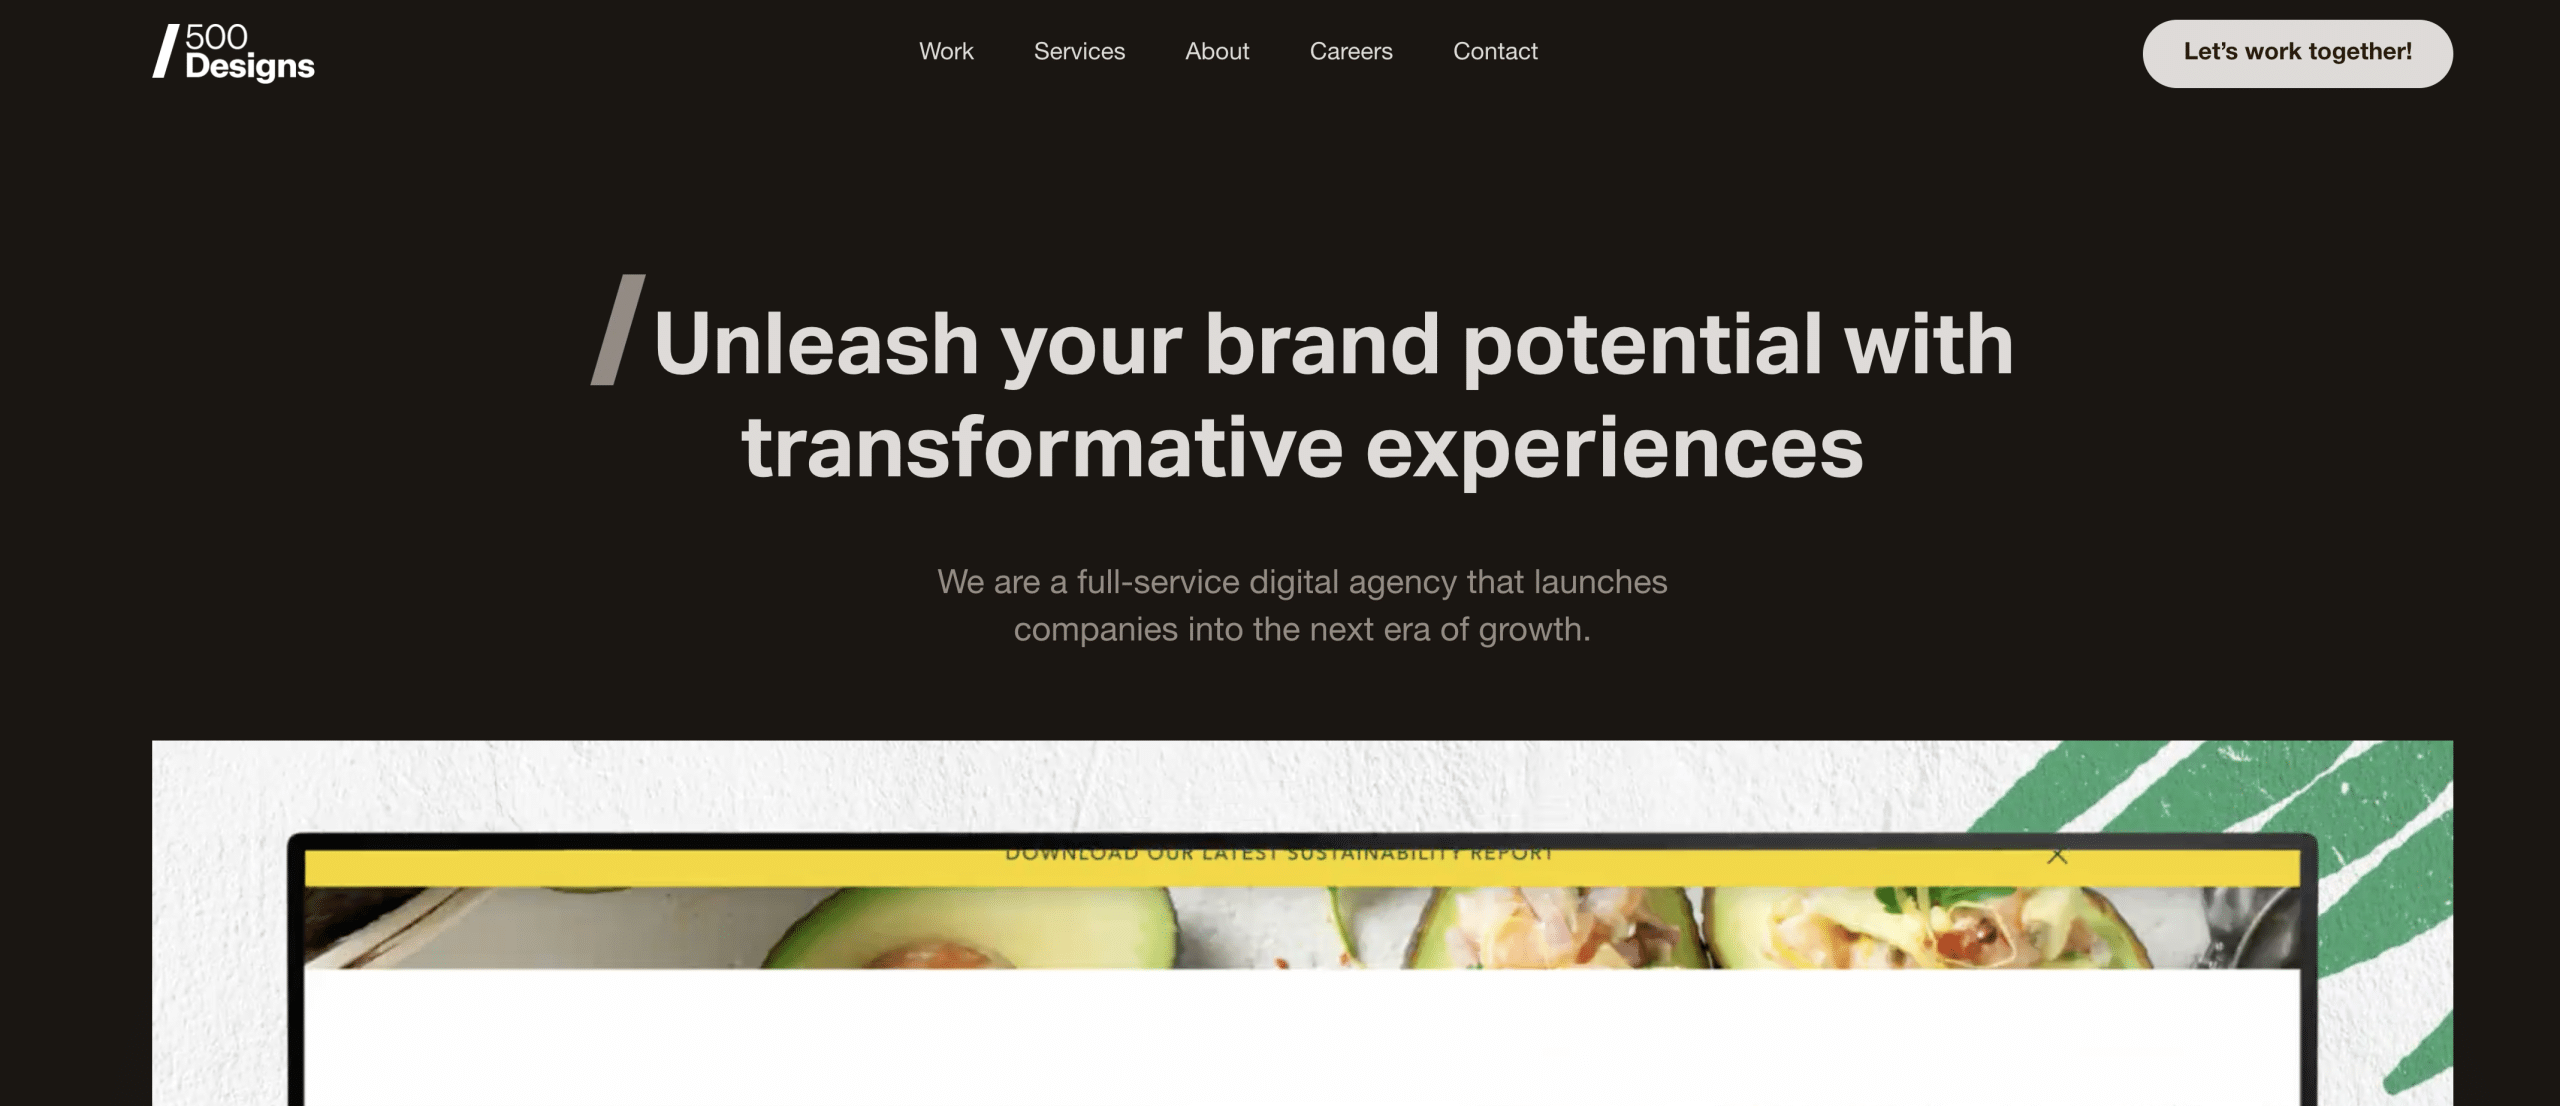 500
Designs
Work
Services
About
Careers
Contact
Let’s work together!
Unleash your brand potential with
transformative experiences
We are a full-service digital agency that launches
companies into the next era of growth.
DOWNLOAD OUR LATEST SUSTAINABILITY REPORT